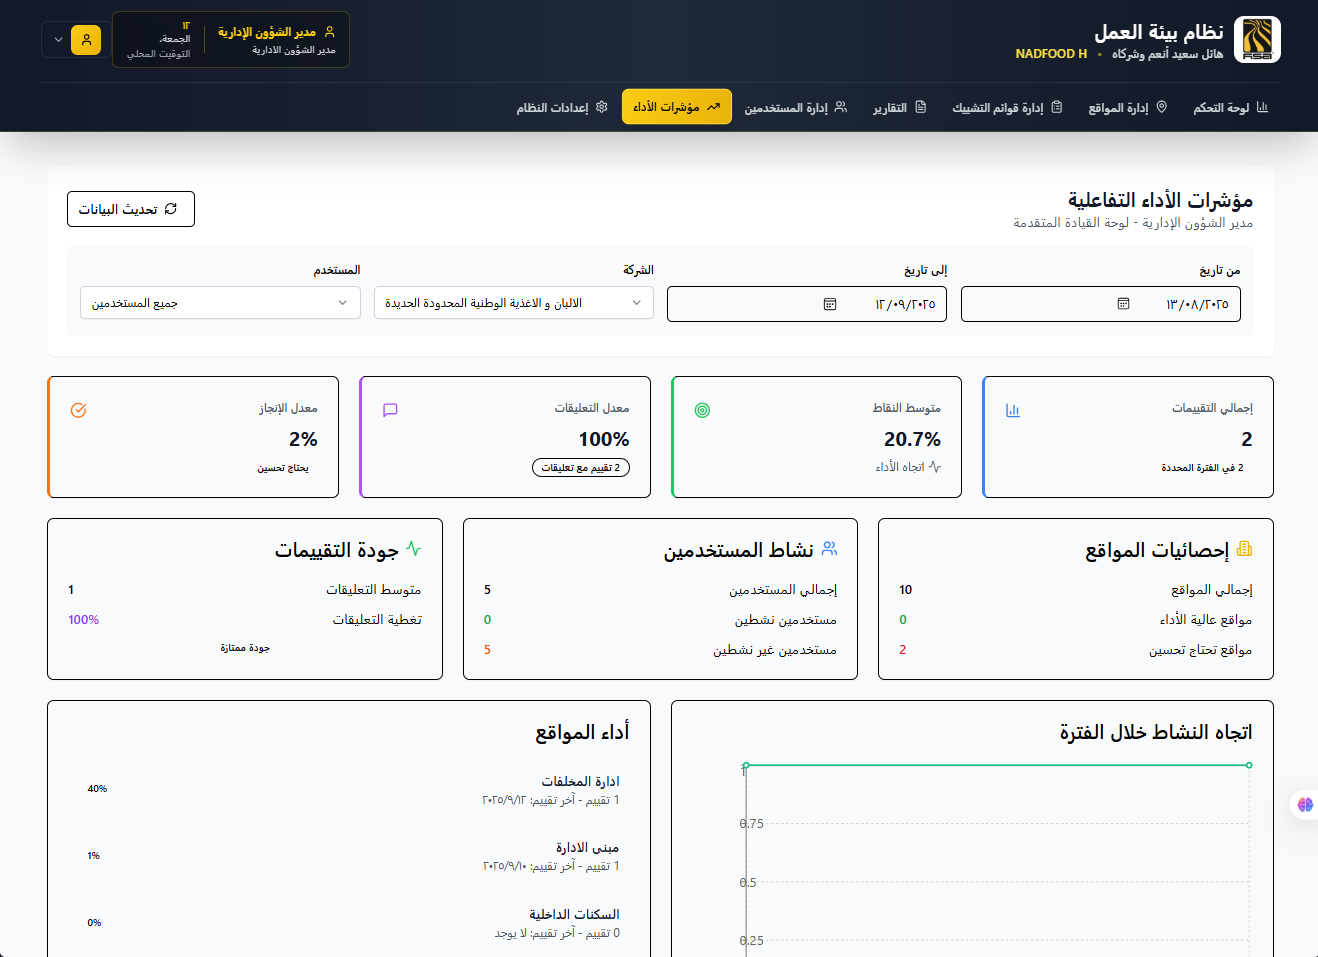 نظام بيئة العمل
هائل سعيد أنعم وشركاه • NADFOOD H
مدير الشؤون الإدارية
مدير الشؤون الادارية
١٢
الجمعة،
التوقيت المحلي
لوحة التحكم
إدارة المواقع
إدارة قوائم التشييك
التقارير
إدارة المستخدمين
مؤشرات الأداء
إعدادات النظام
مؤشرات الأداء التفاعلية
مدير الشؤون الإدارية - لوحة القيادة المتقدمة
تحديث البيانات
من تاريخ
١٣/٠٨/٢٠٢٥
إلى تاريخ
١٢/٠٩/٢٠٢٥
الشركة
الالبان و الاغذية الوطنية المحدودة الحديدة
المستخدم
جميع المستخدمين
إجمالي التقييمات
2
2 في الفترة المحددة
متوسط النقاط
20.7%
اتجاه الأداء
معدل التعليقات
100%
2 تقييم مع تعليقات
معدل الإنجاز
2%
يحتاج تحسين
إحصائيات المواقع
إجمالي المواقع 10
مواقع عالية الأداء 0
مواقع تحتاج تحسين 2
نشاط المستخدمين
إجمالي المستخدمين 5
مستخدمين نشطين 0
مستخدمين غير نشطين 5
جودة التقييمات
متوسط التعليقات 1
تغطية التعليقات 100%
جودة ممتازة
اتجاه النشاط خلال الفترة
1
0.75
0.5
0.25
أداء المواقع
ادارة المخلفات
1 تقييم - آخر تقييم: ١٢‏/٩‏/٢٠٢٥
40%
مبنى الادارة
1 تقييم - آخر تقييم: ١٠‏/٩‏/٢٠٢٥
1%
السكنات الداخلية
0 تقييم - آخر تقييم: لا يوجد
0%